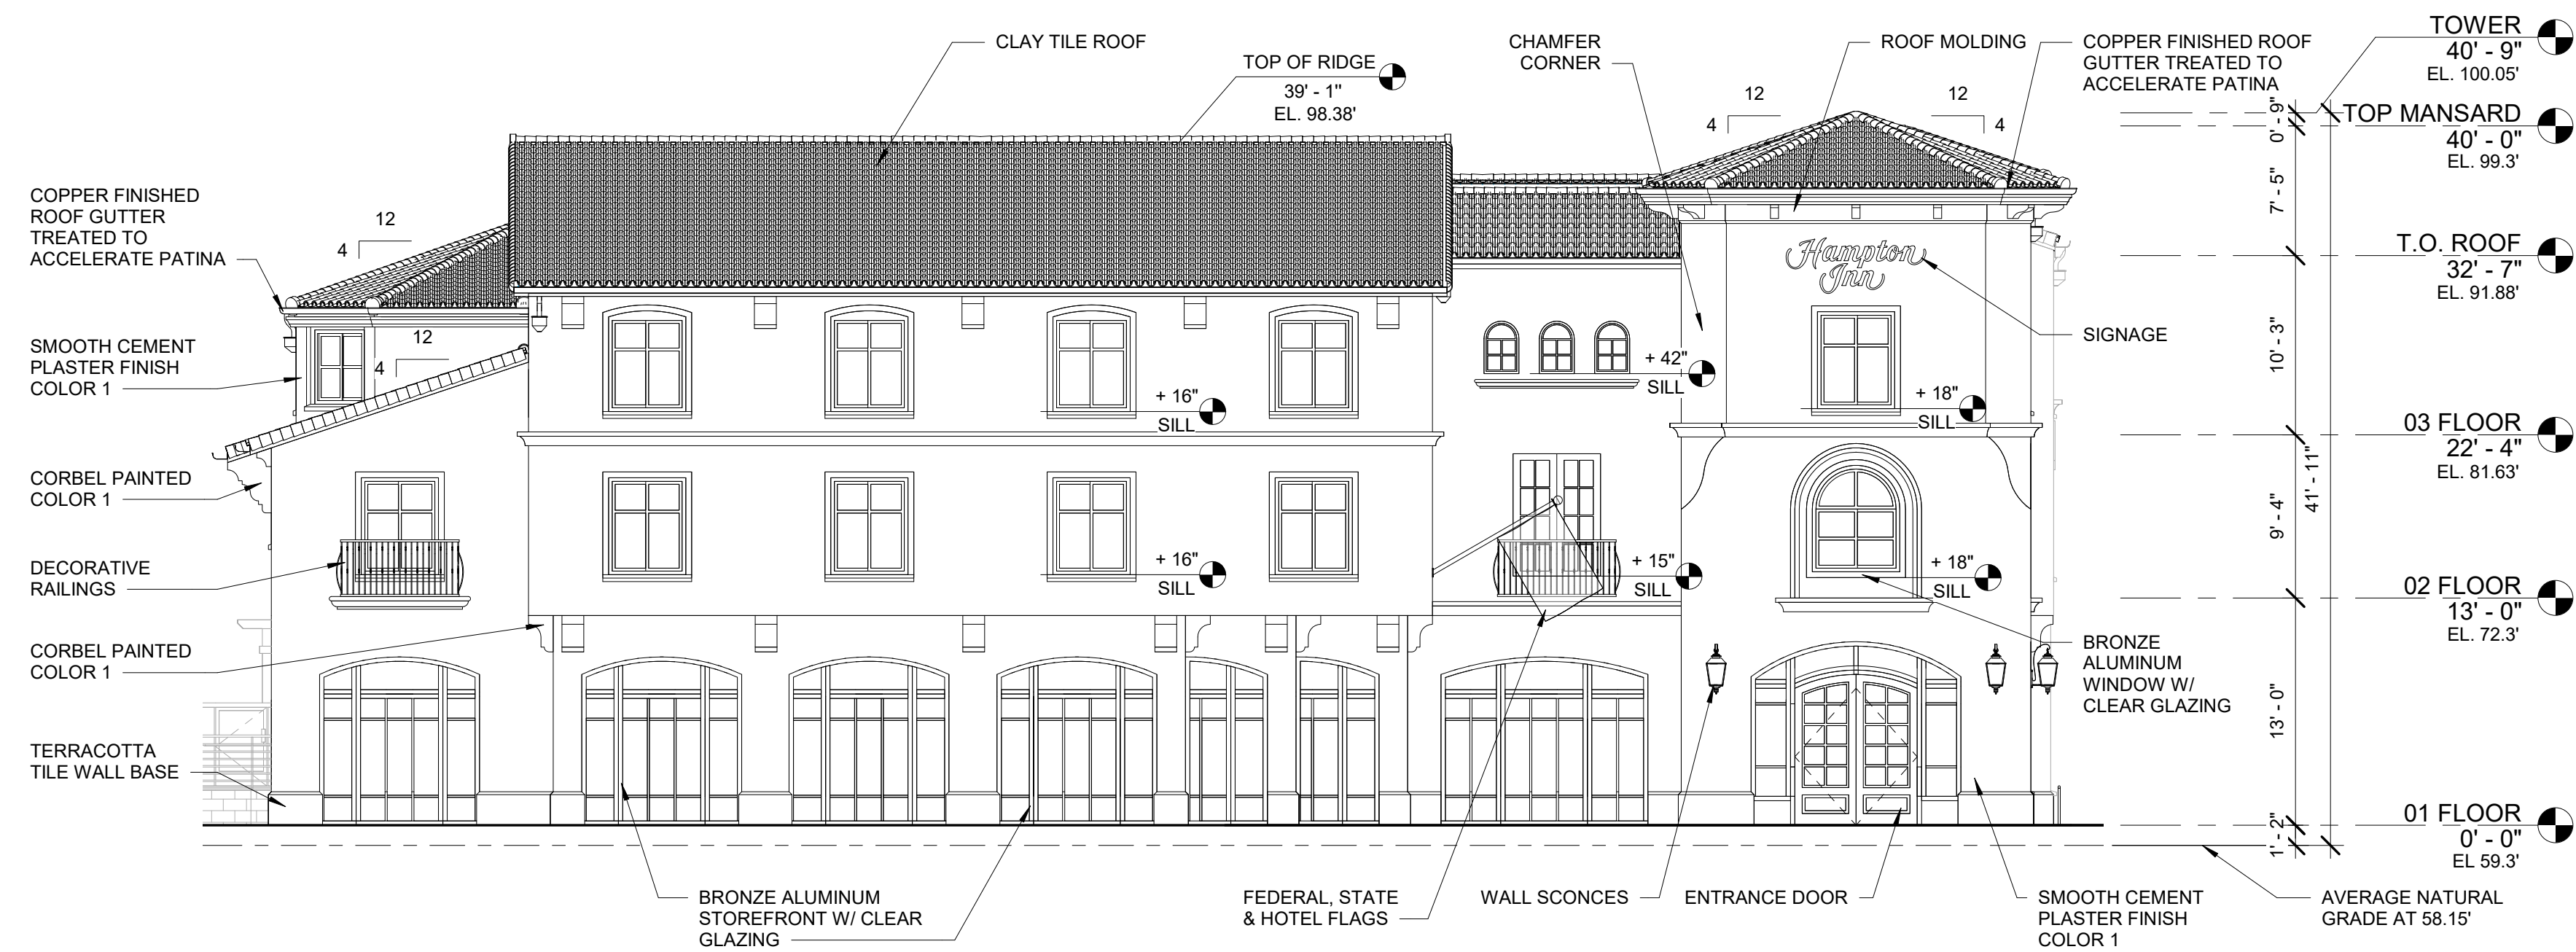 CLAY TILE ROOF
TOP OF RIDGE
39' - 1"
EL. 98.38'
CHAMFER
CORNER
ROOF MOLDING
COPPER FINISHED ROOF
GUTTER TREATED TO
ACCELERATE PATINA
TOWER
40' - 9"
EL. 100.05'
TOP MANSARD
40' - 0"
EL. 99.3'
T.O. ROOF
32' - 7"
EL. 91.88'
03 FLOOR
22' - 4"
EL. 81.63'
02 FLOOR
13' - 0"
EL. 72.3'
01 FLOOR
0' - 0"
EL 59.3'
0' - 9"
7' - 5"
10' - 3"
9' - 4"
13' - 0"
1' - 2"
41' - 11"
12
4
12
4
COPPER FINISHED
ROOF GUTTER
TREATED TO
ACCELERATE PATINA
12
4
SMOOTH CEMENT
PLASTER FINISH
COLOR 1
12
4
CORBEL PAINTED
COLOR 1
DECORATIVE
RAILINGS
CORBEL PAINTED
COLOR 1
TERRACOTTA
TILE WALL BASE
Hampton
Inn
SIGNAGE
+ 16"
SILL
+ 42"
SILL
+ 18"
SILL
+ 16"
SILL
+ 15"
SILL
+ 18"
SILL
BRONZE
ALUMINUM
WINDOW W/
CLEAR GLAZING
BRONZE ALUMINUM
STOREFRONT W/ CLEAR
GLAZING
FEDERAL, STATE
& HOTEL FLAGS
WALL SCONCES
ENTRANCE DOOR
SMOOTH CEMENT
PLASTER FINISH
COLOR 1
AVERAGE NATURAL
GRADE AT 58.15'